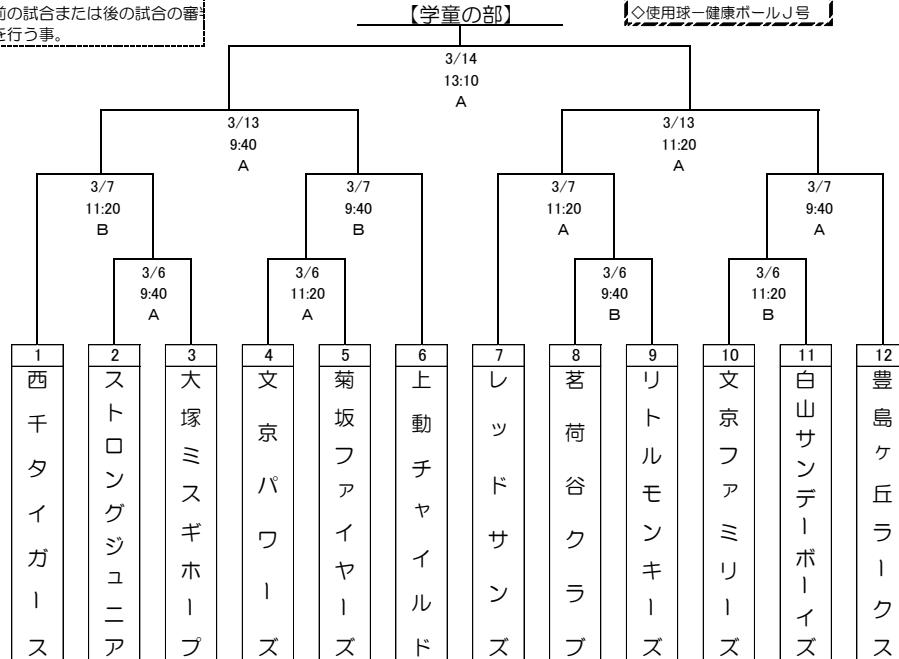 前の試合または後の試合の審
を行う事。
【学童の部】
◇使用球ー健康ボールJ号
3/14
13:10
A
3/13
9:40
A
3/13
11:20
A
3/7
11:20
B
3/7
9:40
B
3/7
11:20
A
3/7
9:40
A
3/6
9:40
A
3/6
11:20
A
3/6
9:40
B
3/6
11:20
B
1
西千タイガース
2
ストロングジュニア
3
大塚ミスギホープ
4
文京パワーズ
5
菊坂ファイヤーズ
6
上動チャイルド
7
レッドサンズ
8
茗荷谷クラブ
9
リトルモンキーズ
10
文京ファミリーズ
11
白山サンデーボーイズ
12
豊島ヶ丘ラークス